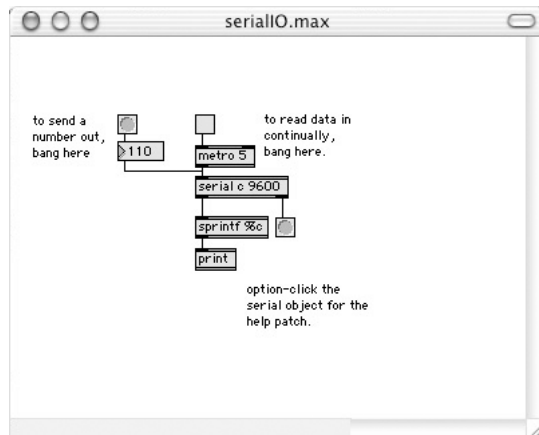 serialIO.max
to send a
number out,
bang here
110
to read data in
continually,
bang here.
metro 5
serial c 9600
sprintf %c
print
option-click the
serial object for the
help patch.